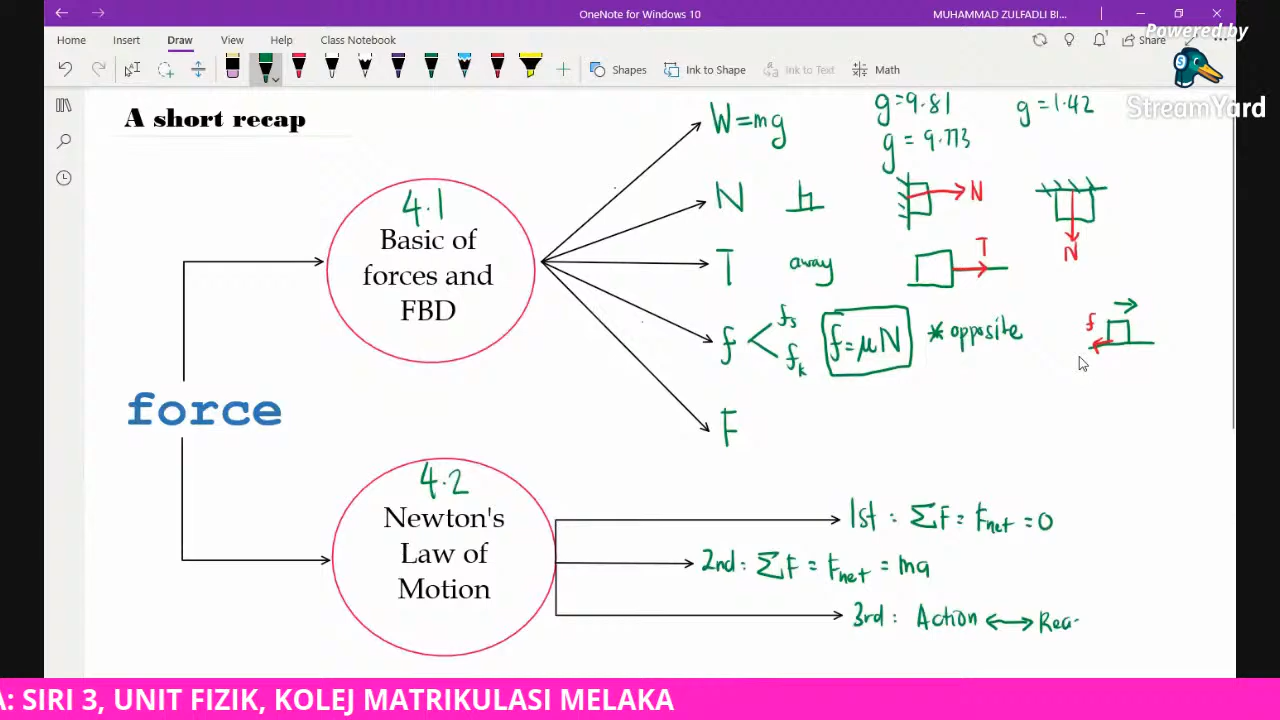 OneNote for Windows 10
MUHAMMAD ZULFADLI BI...
Powered by
StreamYard
Home Insert Draw View Help Class Notebook
Share
Shapes
Ink to Shape
Ink to Text
Math
A short recap
W=mg
g=9.81
g=1.42
g = 9.773
4.1
Basic of
forces and
FBD
N
N
N
T
away
T
f
fs
fk
f=μN
*opposite
f
F
force
4.2
Newton's
Law of
Motion
1st : ΣF = Fnet = 0
2nd : ΣF = Fnet = ma
3rd : Action ↔ Rea
A: SIRI 3, UNIT FIZIK, KOLEJ MATRIKULASI MELAKA